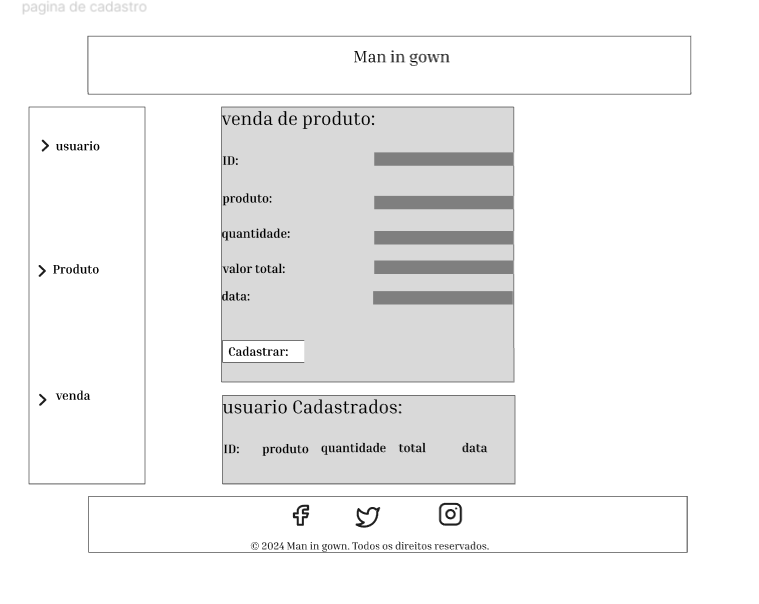 pagina de cadastro
Man in gown
usuario
Produto
venda
venda de produto:
ID:
produto:
quantidade:
valor total:
data:
Cadastrar:
usuario Cadastrados:
ID: produto quantidade total data
© 2024 Man in gown. Todos os direitos reservados.